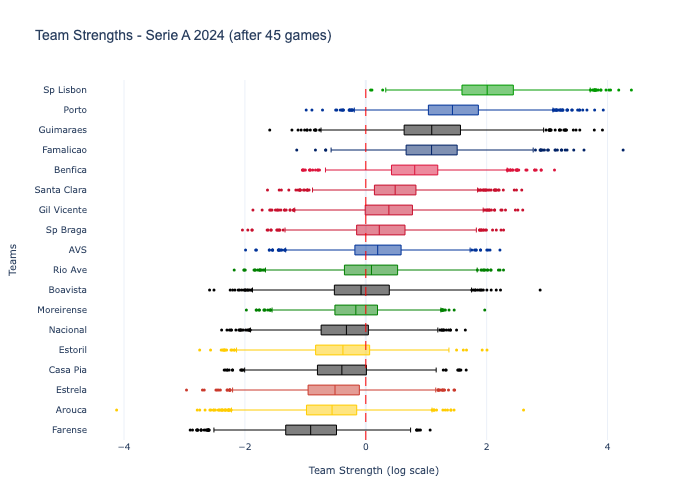 Team Strengths - Serie A 2024 (after 45 games)
Sp Lisbon
Porto
Guimaraes
Famalicao
Benfica
Santa Clara
Gil Vicente
Sp Braga
AVS
Rio Ave
Boavista
Moreirense
Nacional
Estoril
Casa Pia
Estrela
Arouca
Farense
Teams
−4 −2 0 2 4
Team Strength (log scale)